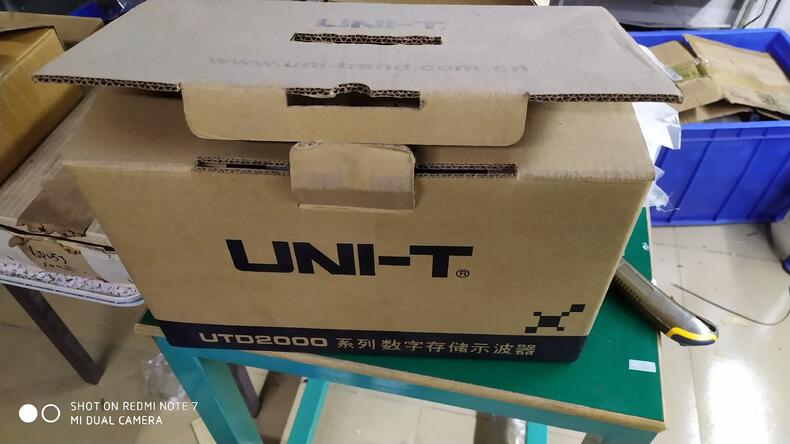 UNI-T
www.uni-trend.com.cn
UNI-T®
UTD2000 系列数字存储示波器
SHOT ON REDMI NOTE 7
MI DUAL CAMERA